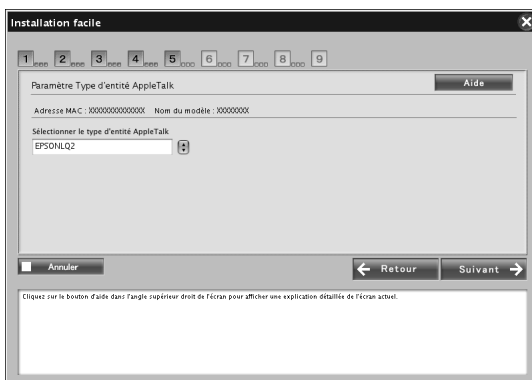 Installation facile
1 2 3 4 5 6 7 8 9
Paramètre Type d'entité AppleTalk
Aide
Adresse MAC : XXXXXXXXXXXXX Nom du modèle : XXXXXXXX
Sélectionner le type d'entité AppleTalk
EPSONLQ2
Annuler
Retour
Suivant
Cliquez sur le bouton d'aide dans l'angle supérieur droit de l'écran pour afficher une explication détaillée de l'écran actuel.